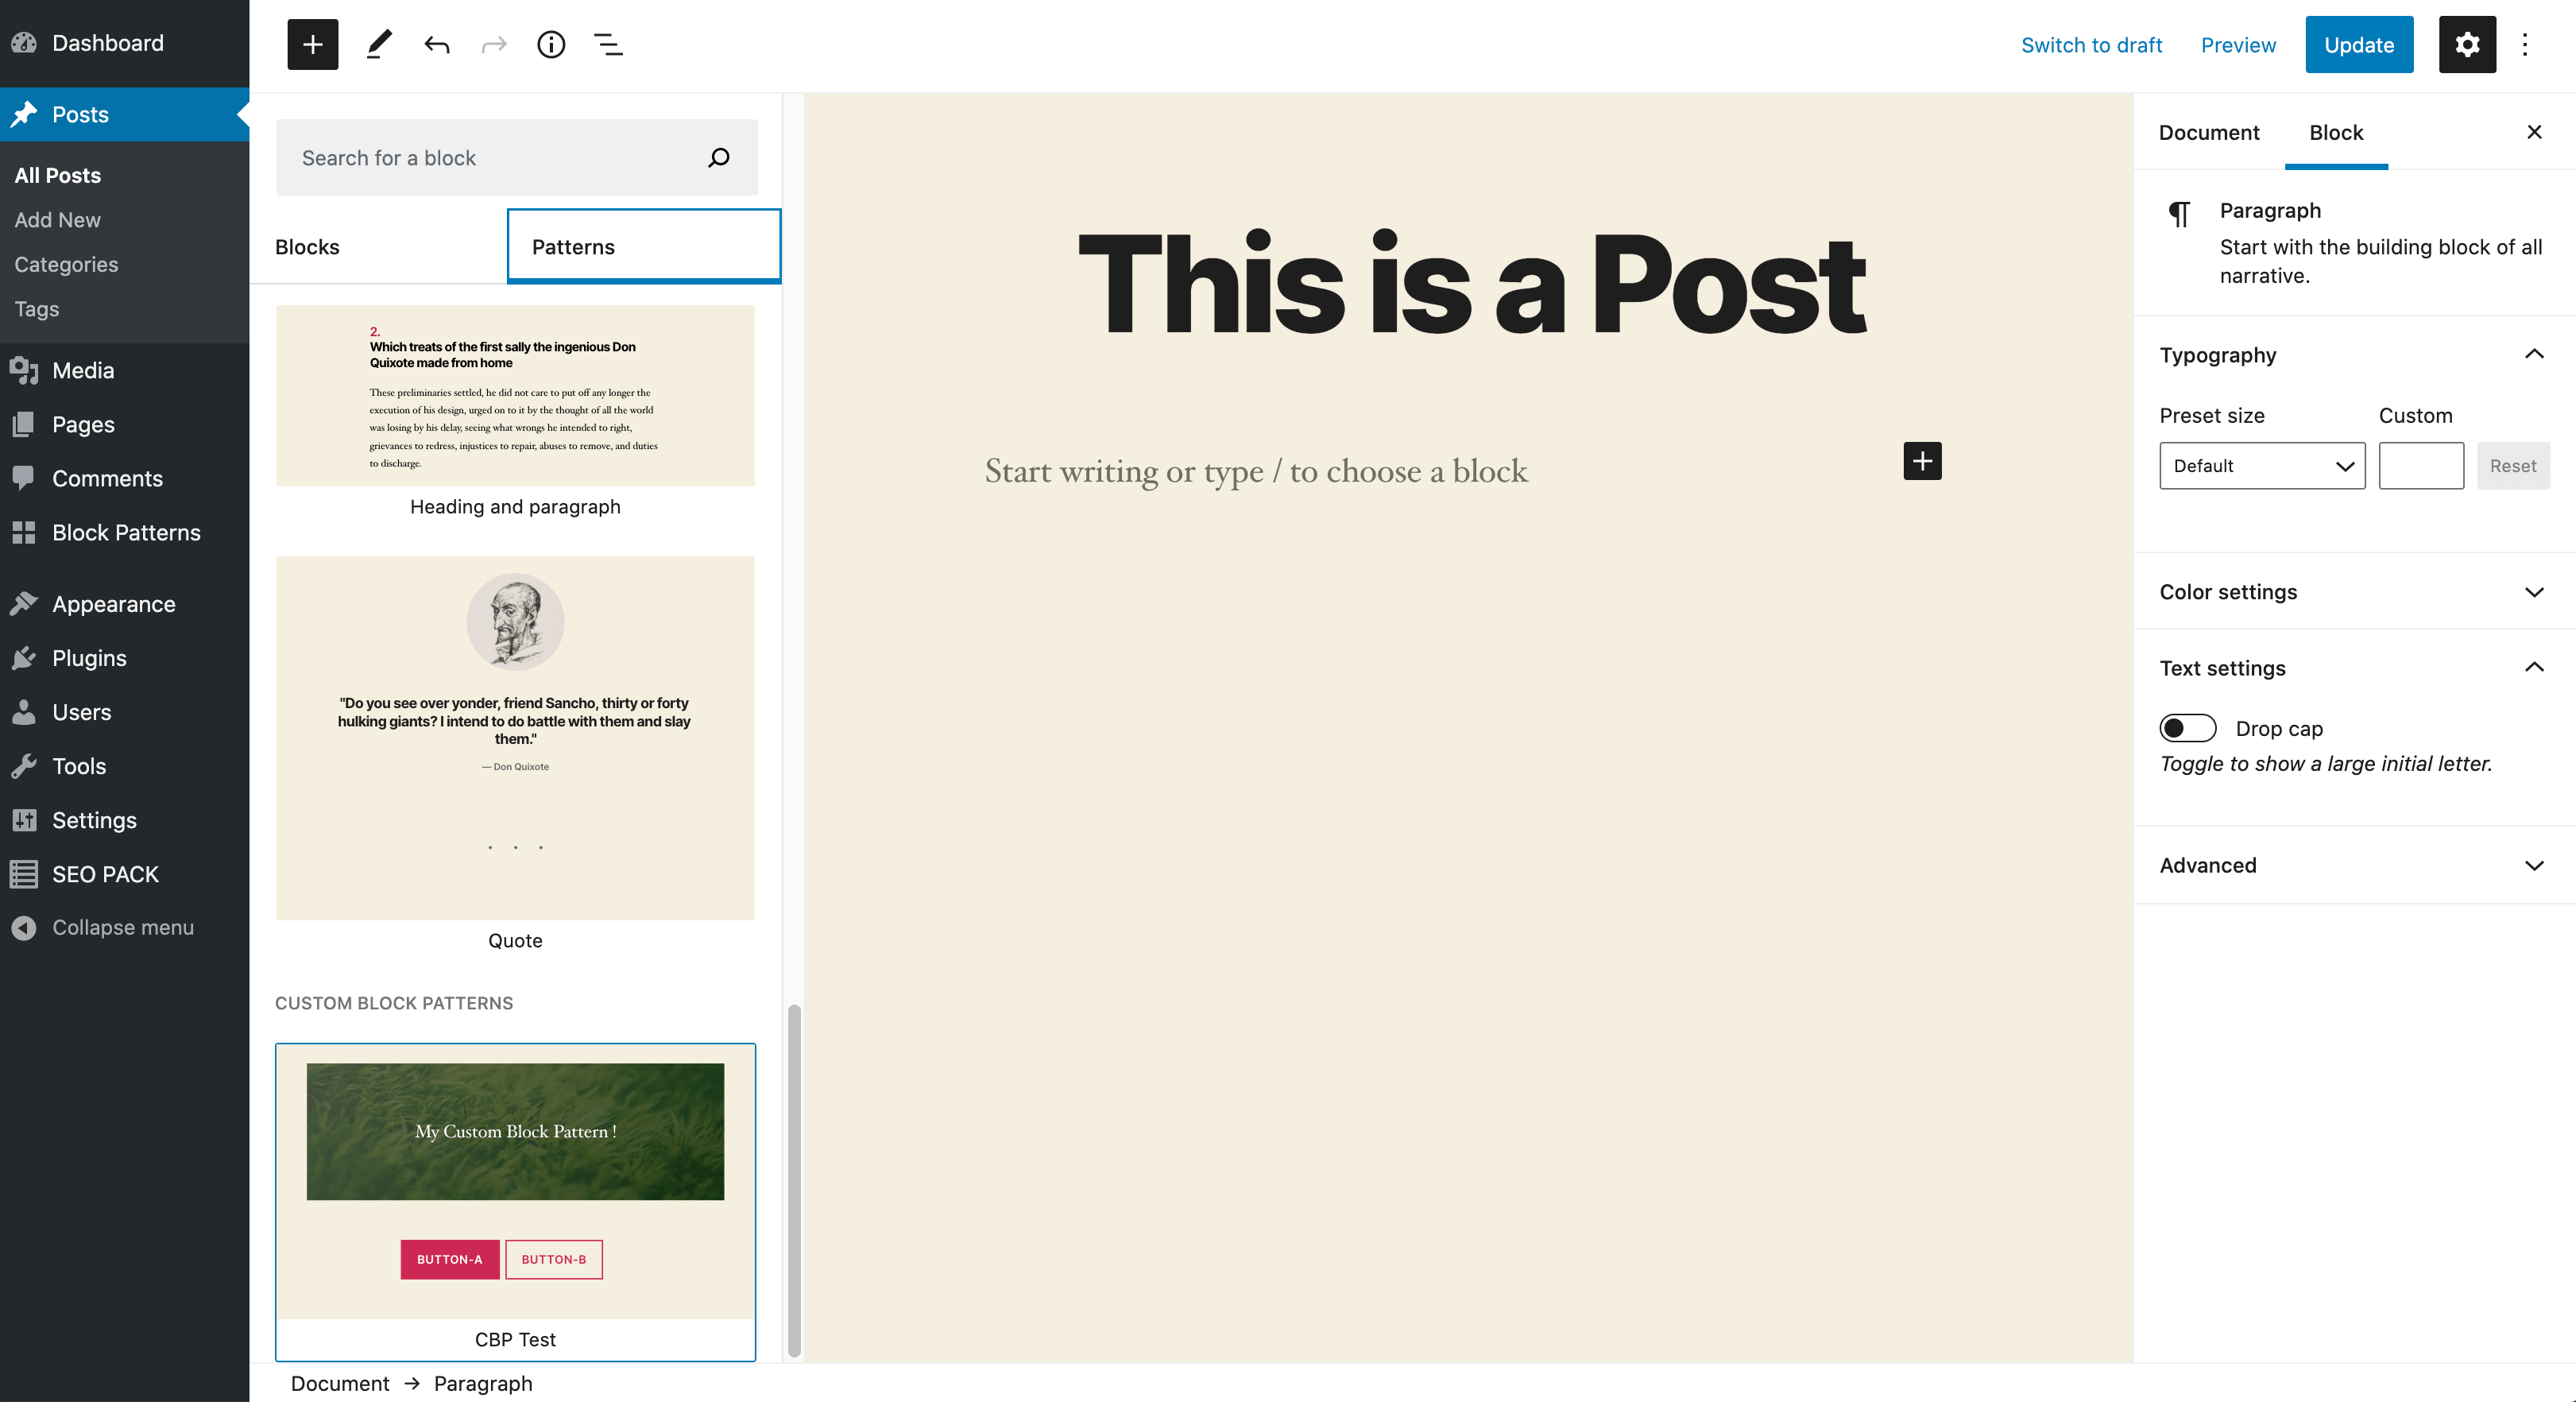 Dashboard
Posts
All Posts
Add New
Categories
Tags
Media
Pages
Comments
Block Patterns
Appearance
Plugins
Users
Tools
Settings
SEO PACK
Collapse menu
Switch to draft
Preview
Update
Search for a block
Blocks
Patterns
2.
Which treats of the first sally the ingenious Don
Quixote made from home
These preliminaries settled, he did not care to put off any longer the
execution of his design, urged on to it by the thought of all the world
was losing by his delay, seeing what wrongs he intended to right,
grievances to redress, injustices to repair, abuses to remove, and duties
to discharge.
Heading and paragraph
"Do you see over yonder, friend Sancho, thirty or forty
hulking giants? I intend to do battle with them and slay
them."
— Don Quixote
Quote
CUSTOM BLOCK PATTERNS
My Custom Block Pattern !
BUTTON-A
BUTTON-B
CBP Test
This is a Post
Start writing or type / to choose a block
Document
Block
Paragraph
Start with the building block of all
narrative.
Typography
Preset size
Custom
Default
Reset
Color settings
Text settings
Drop cap
Toggle to show a large initial letter.
Advanced
Document → Paragraph